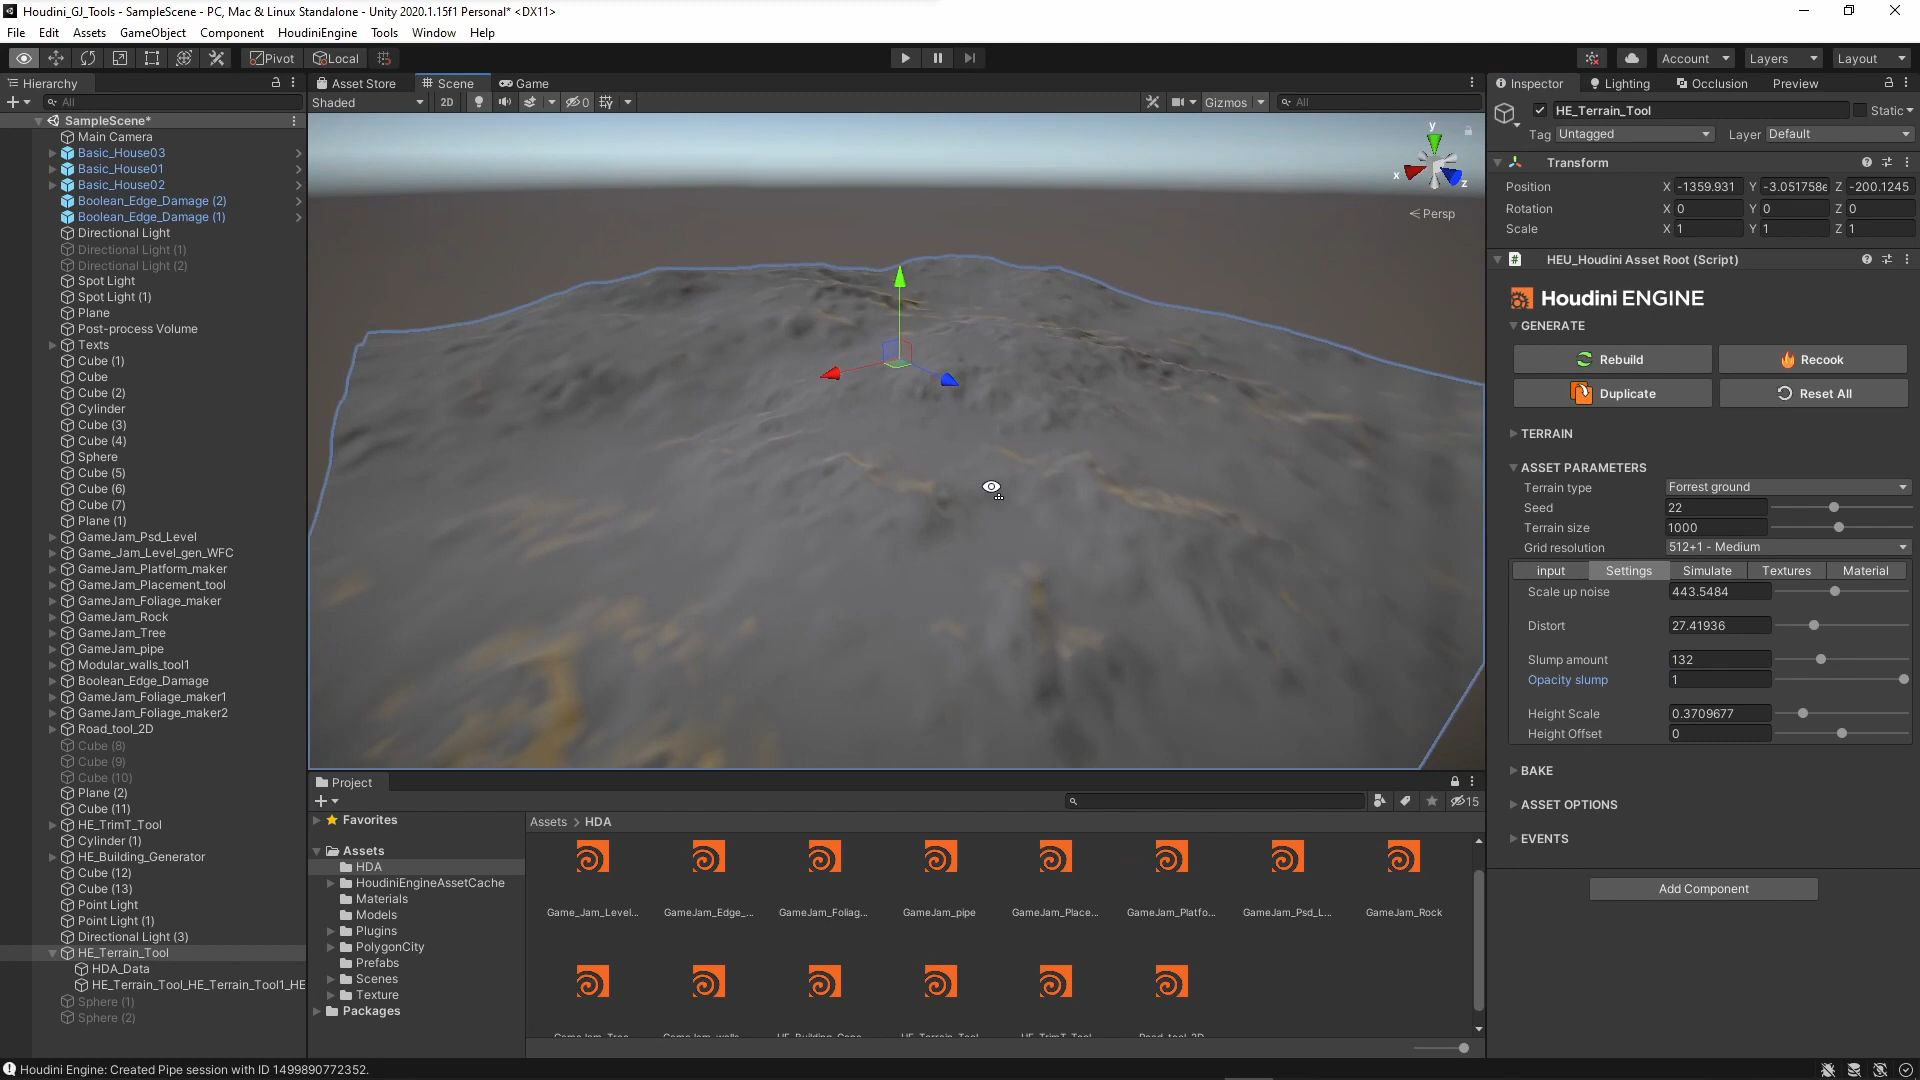 Houdini_GJ_Tools - SampleScene - PC, Mac & Linux Standalone - Unity 2020.1.15f1 Personal* <DX11>
File Edit Assets GameObject Component HoudiniEngine Tools Window Help
Pivot Local Account Layers Layout
Hierarchy
All
SampleScene*
Main Camera
Basic_House03
Basic_House01
Basic_House02
Boolean_Edge_Damage (2)
Boolean_Edge_Damage (1)
Directional Light
Directional Light (1)
Directional Light (2)
Spot Light
Spot Light (1)
Plane
Post-process Volume
Texts
Cube (1)
Cube
Cube (2)
Cylinder
Cube (3)
Cube (4)
Sphere
Cube (5)
Cube (6)
Cube (7)
Plane (1)
GameJam_Psd_Level
Game_Jam_Level_gen_WFC
GameJam_Platform_maker
GameJam_Placement_tool
GameJam_Foliage_maker
GameJam_Rock
GameJam_Tree
GameJam_pipe
Modular_walls_tool1
Boolean_Edge_Damage
GameJam_Foliage_maker1
GameJam_Foliage_maker2
Road_tool_2D
Cube (8)
Cube (9)
Cube (10)
Plane (2)
Cube (11)
HE_TrimT_Tool
Cylinder (1)
HE_Building_Generator
Cube (12)
Cube (13)
Point Light
Point Light (1)
Directional Light (3)
HE_Terrain_Tool
HDA_Data
HE_Terrain_Tool_HE_Terrain_Tool1_HE
Sphere (1)
Sphere (2)
Asset Store Scene Game
Shaded 2D 0 Gizmos All
y
x
z
Persp
Project
15
Favorites
Assets
HDA
HoudiniEngineAssetCache
Materials
Models
Plugins
PolygonCity
Prefabs
Scenes
Texture
Packages
Assets > HDA
Game_Jam_Level... GameJam_Edge_... GameJam_Foliag... GameJam_pipe GameJam_Place... GameJam_Platfo... GameJam_Psd_L... GameJam_Rock
Inspector Lighting Occlusion Preview
HE_Terrain_Tool Static
Tag Untagged Layer Default
Transform
Position X -1359.931 Y -3.051758e Z -200.1245
Rotation X 0 Y 0 Z 0
Scale X 1 Y 1 Z 1
HEU_Houdini Asset Root (Script)
Houdini ENGINE
GENERATE
Rebuild Recook
Duplicate Reset All
TERRAIN
ASSET PARAMETERS
Terrain type Forrest ground
Seed 22
Terrain size 1000
Grid resolution 512+1 - Medium
input Settings Simulate Textures Material
Scale up noise 443.5484
Distort 27.41936
Slump amount 132
Opacity slump 1
Height Scale 0.3709677
Height Offset 0
BAKE
ASSET OPTIONS
EVENTS
Add Component
Houdini Engine: Created Pipe session with ID 1499890772352.